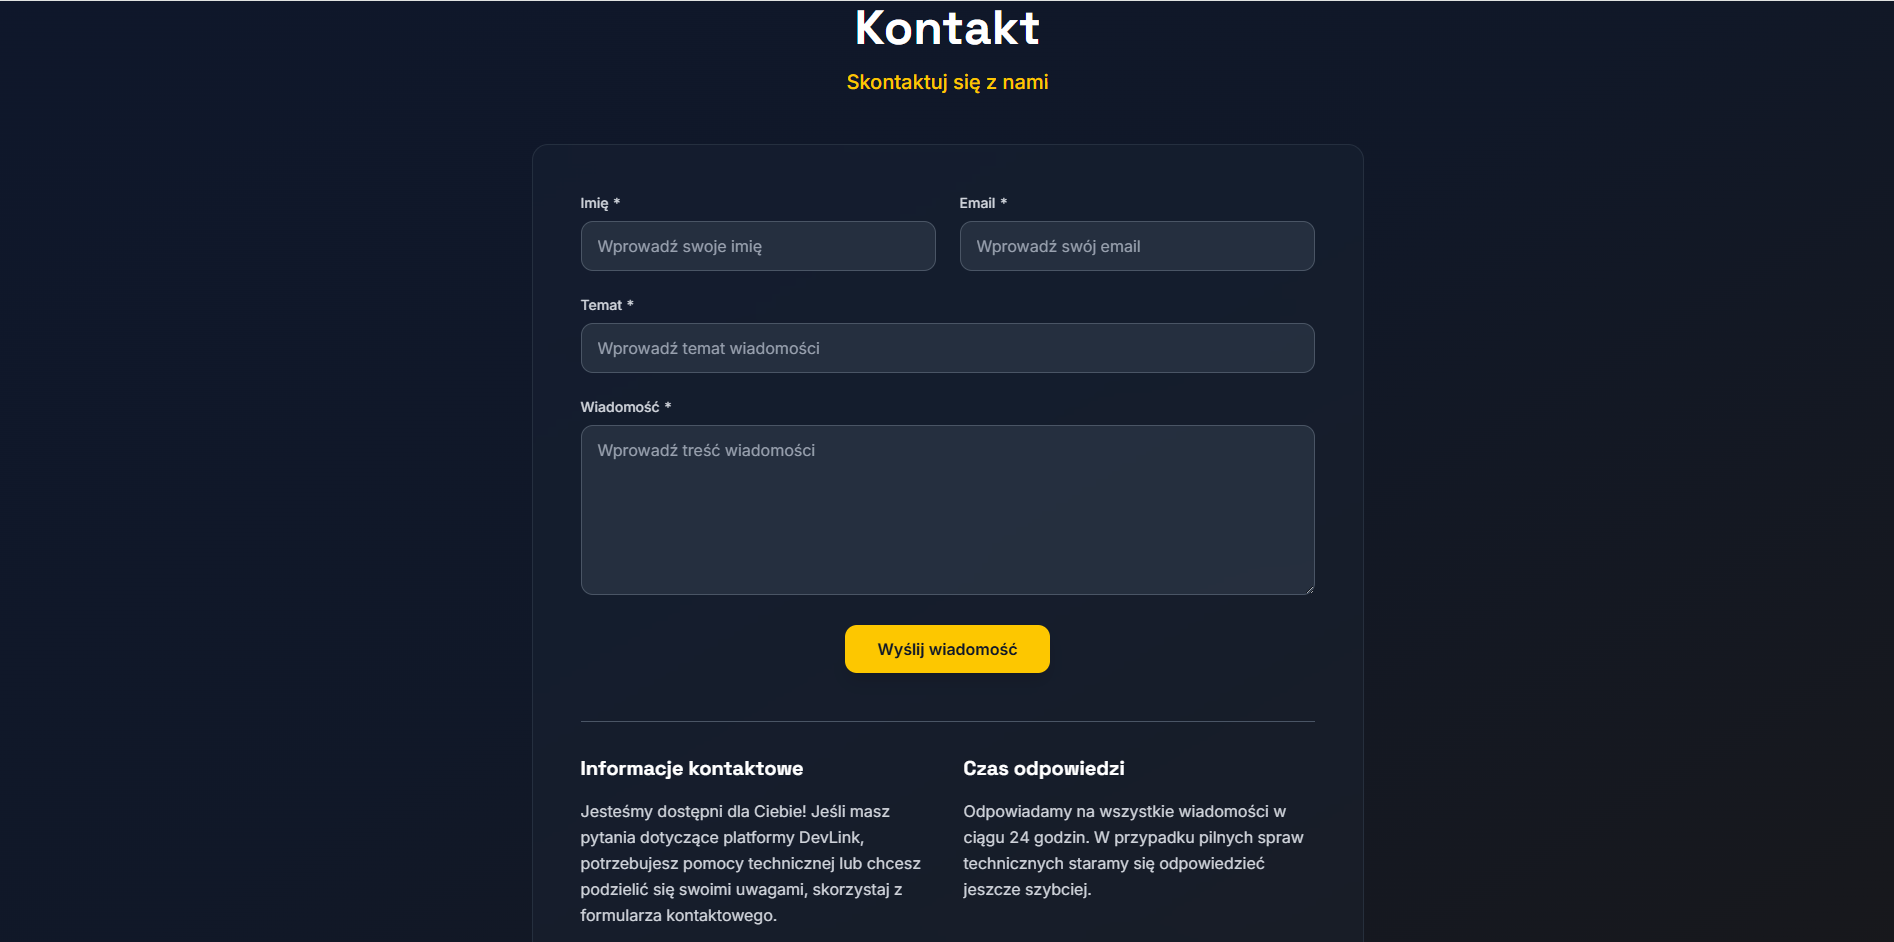 Kontakt
Skontaktuj się z nami
Imię *
Wprowadź swoje imię
Email *
Wprowadź swój email
Temat *
Wprowadź temat wiadomości
Wiadomość *
Wprowadź treść wiadomości
Wyślij wiadomość
Informacje kontaktowe
Jesteśmy dostępni dla Ciebie! Jeśli masz
pytania dotyczące platformy DevLink,
potrzebujesz pomocy technicznej lub chcesz
podzielić się swoimi uwagami, skorzystaj z
formularza kontaktowego.
Czas odpowiedzi
Odpowiadamy na wszystkie wiadomości w
ciągu 24 godzin. W przypadku pilnych spraw
technicznych staramy się odpowiedzieć
jeszcze szybciej.